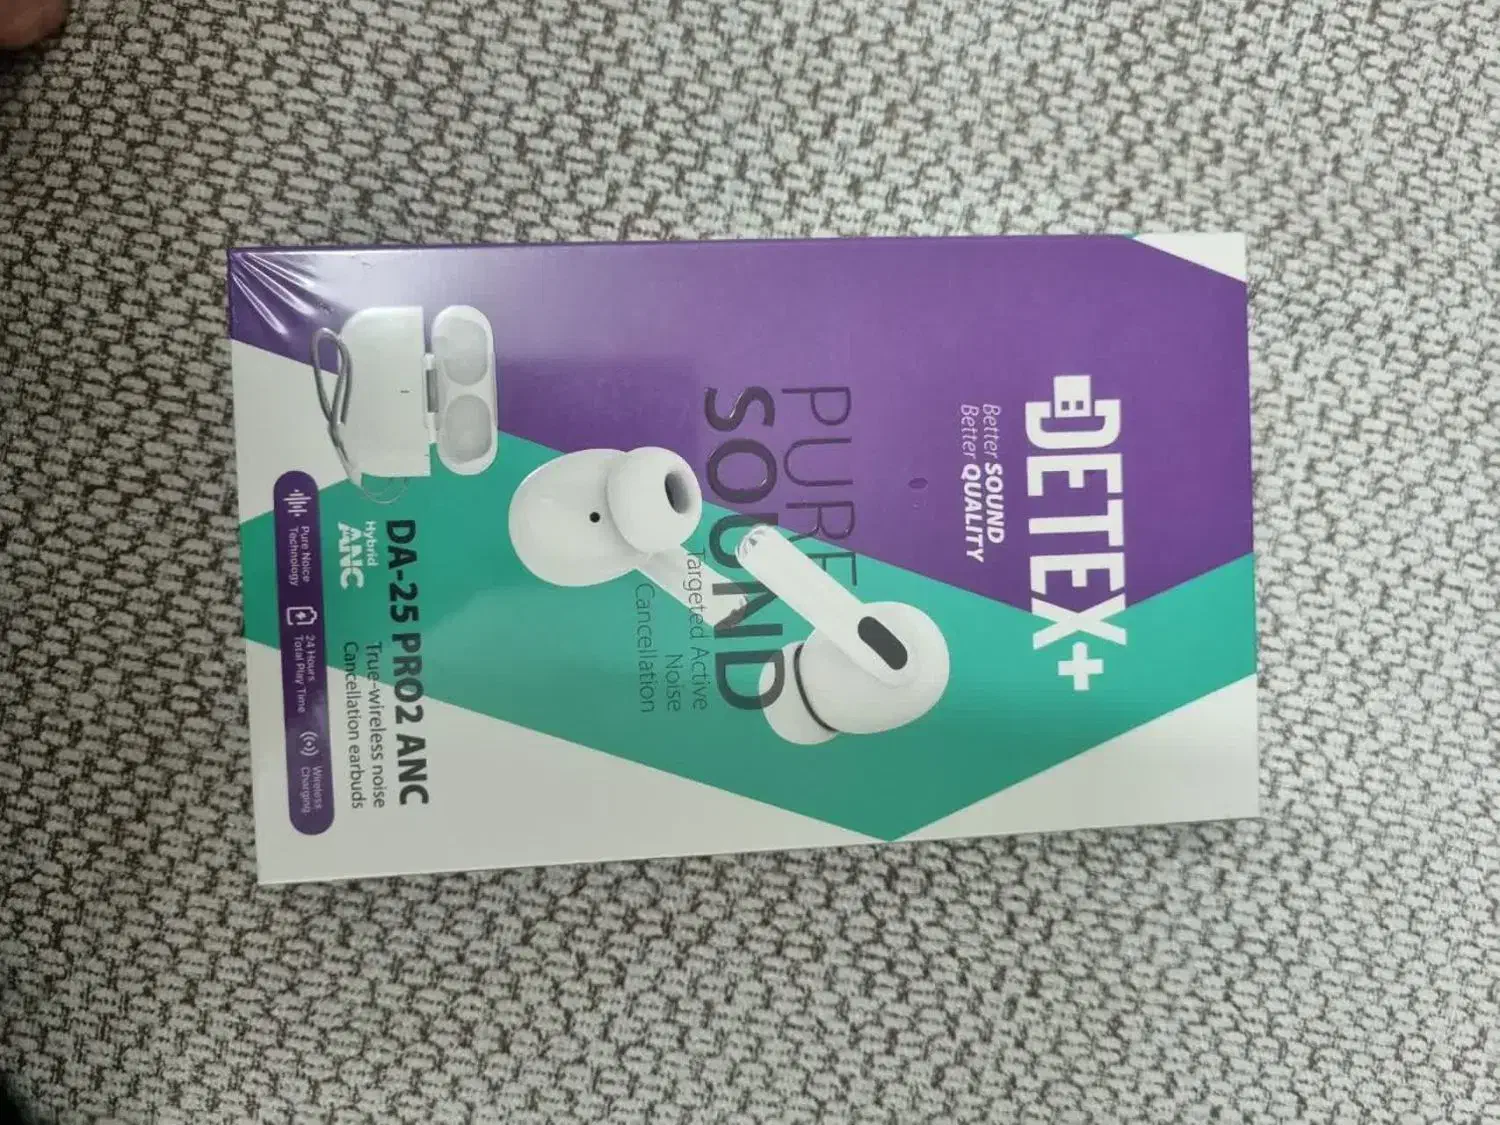 DETEX+
Better SOUND
Better QUALITY
PURE
SOUND
Targeted Active
Noise
Cancellation
DA-25 PRO2 ANC
Hybrid
ANC
True-wireless noise
Cancellation earbuds
Pure Noice
Technology
24 Hours
Total Play Time
Wireless
Charging